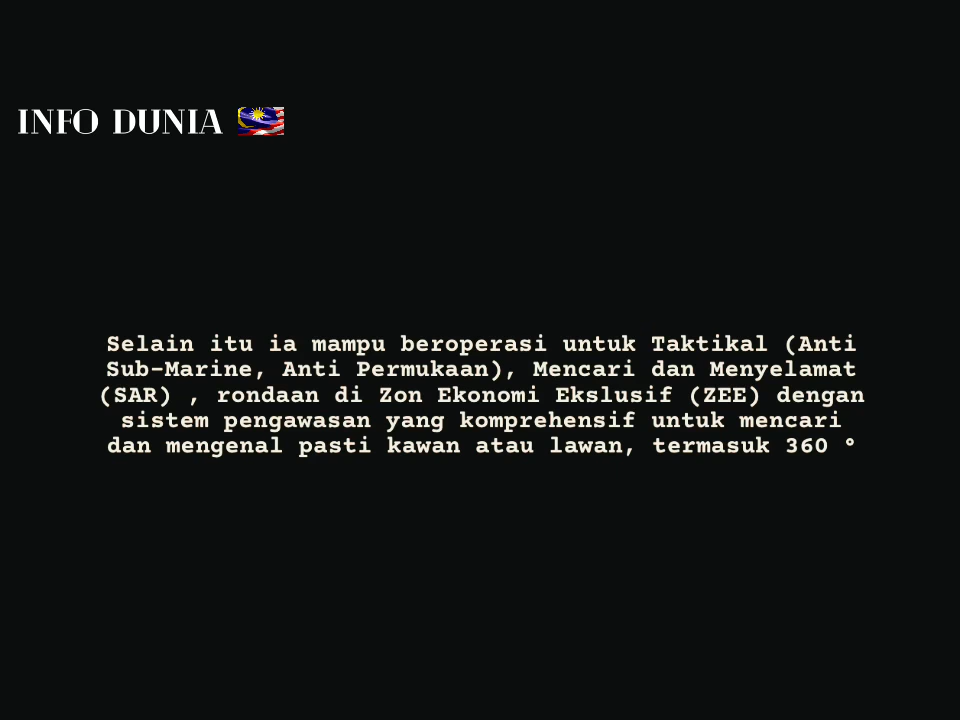 INFO DUNIA
Selain itu ia mampu beroperasi untuk Taktikal (Anti
Sub-Marine, Anti Permukaan), Mencari dan Menyelamat
(SAR) , rondaan di Zon Ekonomi Ekslusif (ZEE) dengan
sistem pengawasan yang komprehensif untuk mencari
dan mengenal pasti kawan atau lawan, termasuk 360 °